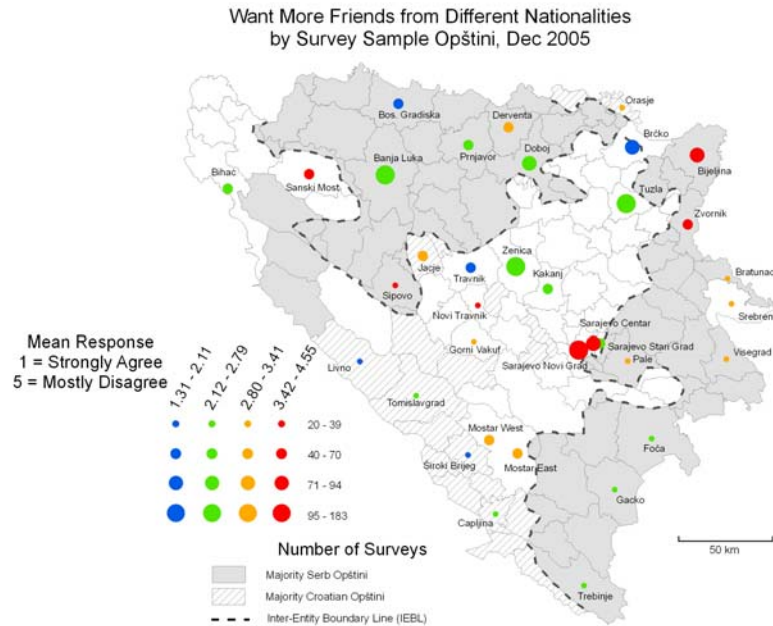 Want More Friends from Different Nationalities
by Survey Sample Opštini, Dec 2005
Orasje
Bos. Gradiska
Derventa
Brčko
Prnjavor
Doboj
Banja Luka
Bijeljina
Bihać
Sanski Most
Tuzla
Zvornik
Zenica
Jacje
Travnik
Kakanj
Bratunac
Sipovo
Novi Travnik
Srebren
Sarajevo Centar
Gorni Vakuf
Sarajevo Stari Grad
Sarajevo Novi Grad
Pale
Visegrad
Livno
Tomislavgrad
Mostar West
Široki Brijeg
Mostar East
Foča
Gacko
Capljina
Trebinje
Mean Response
1 = Strongly Agree
5 = Mostly Disagree
1.31 - 2.11
2.12 - 2.79
2.80 - 3.41
3.42 - 4.55
20 - 39
40 - 70
71 - 94
95 - 183
Number of Surveys
50 km
Majority Serb Opštini
Majority Croatian Opštini
Inter-Entity Boundary Line (IEBL)